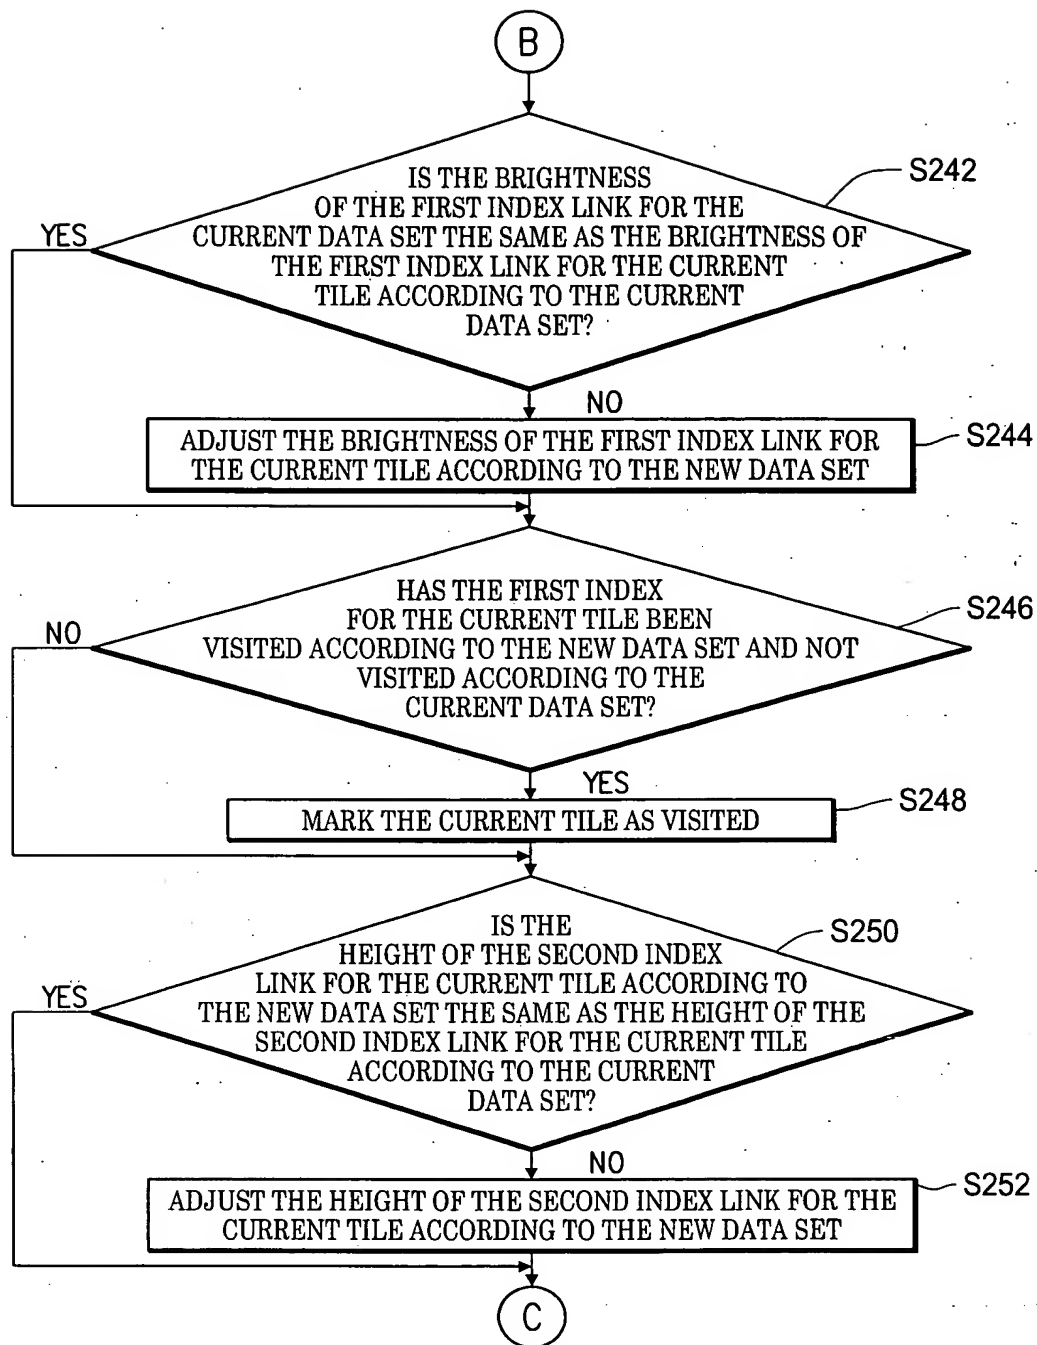 B
IS THE BRIGHTNESS
OF THE FIRST INDEX LINK FOR THE
CURRENT DATA SET THE SAME AS THE BRIGHTNESS OF
THE FIRST INDEX LINK FOR THE CURRENT
TILE ACCORDING TO THE CURRENT
DATA SET?
S242
YES
NO
ADJUST THE BRIGHTNESS OF THE FIRST INDEX LINK FOR
THE CURRENT TILE ACCORDING TO THE NEW DATA SET
S244
HAS THE FIRST INDEX
FOR THE CURRENT TILE BEEN
VISITED ACCORDING TO THE NEW DATA SET AND NOT
VISITED ACCORDING TO THE
CURRENT DATA SET?
S246
NO
YES
MARK THE CURRENT TILE AS VISITED
S248
IS THE
HEIGHT OF THE SECOND INDEX
LINK FOR THE CURRENT TILE ACCORDING TO
THE NEW DATA SET THE SAME AS THE HEIGHT OF THE
SECOND INDEX LINK FOR THE CURRENT TILE
ACCORDING TO THE CURRENT
DATA SET?
S250
YES
NO
ADJUST THE HEIGHT OF THE SECOND INDEX LINK FOR THE
CURRENT TILE ACCORDING TO THE NEW DATA SET
S252
C